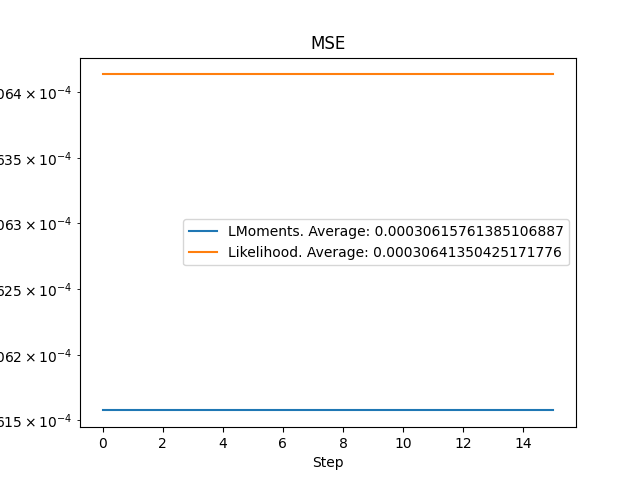 MSE
064 × 10⁻⁴
635 × 10⁻⁴
063 × 10⁻⁴
625 × 10⁻⁴
062 × 10⁻⁴
615 × 10⁻⁴
LMoments. Average: 0.00030615761385106887
Likelihood. Average: 0.00030641350425171776
0 2 4 6 8 10 12 14
Step